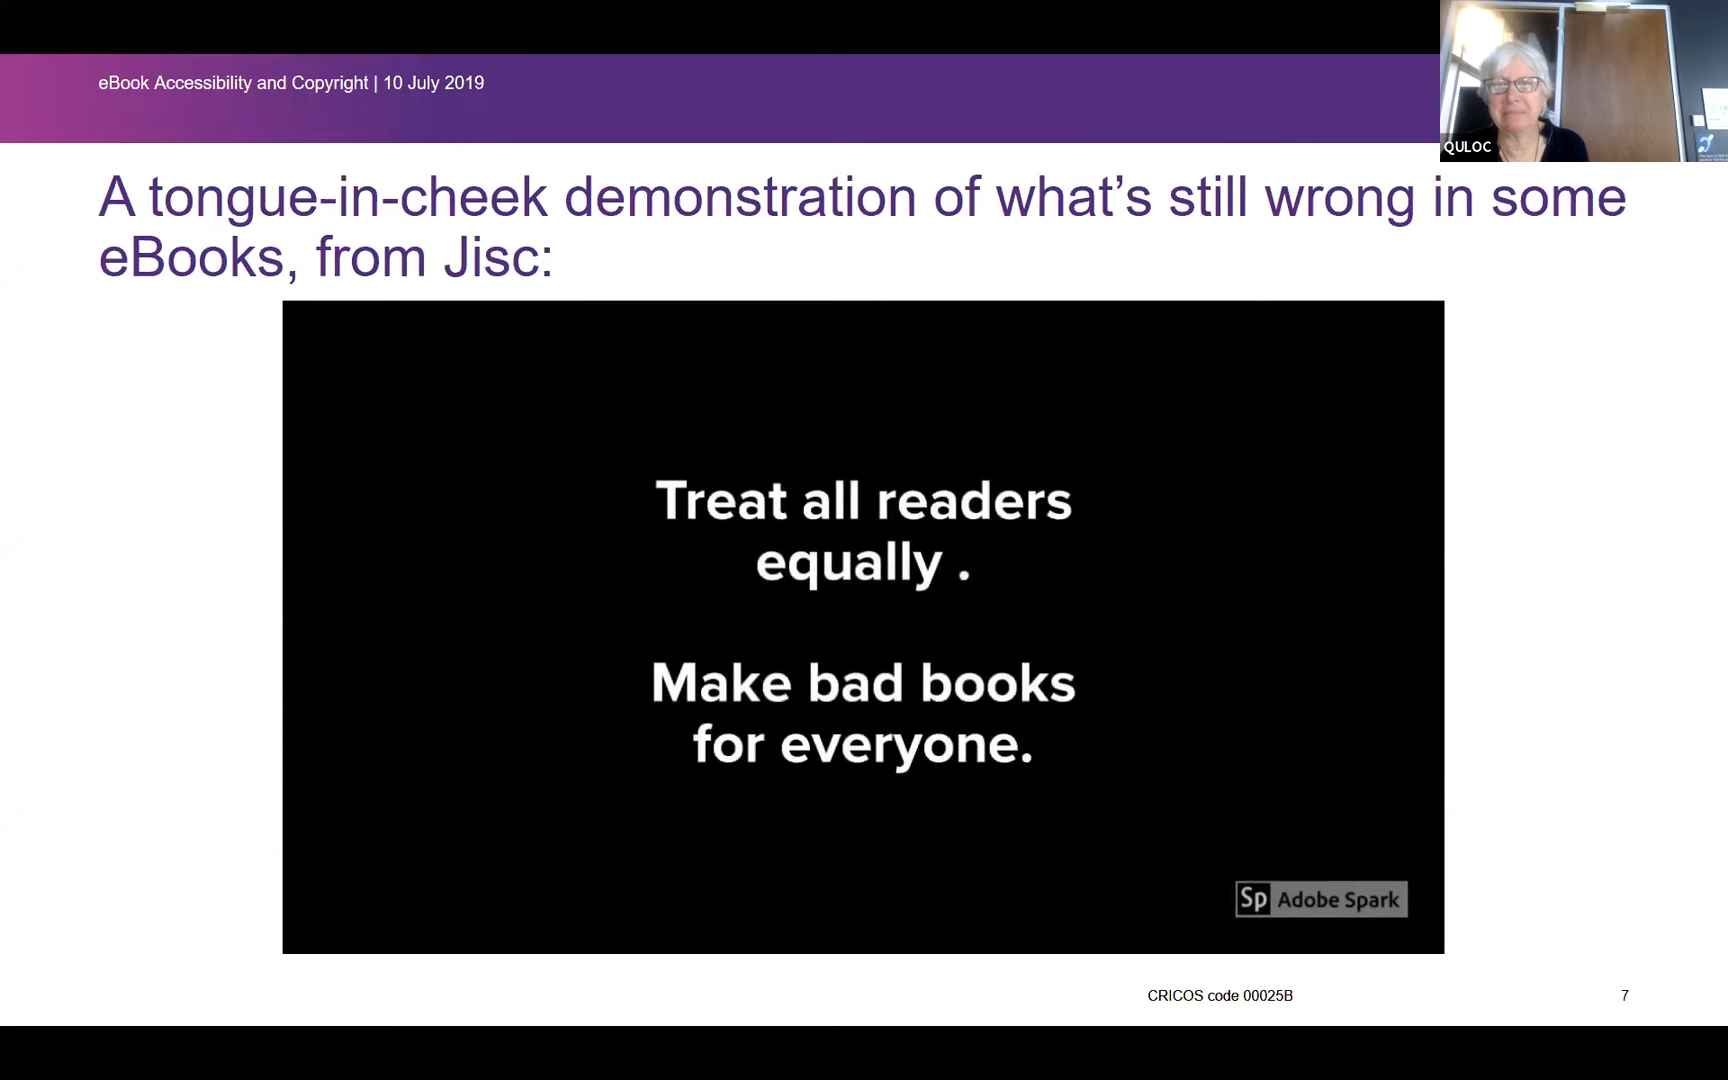 eBook Accessibility and Copyright | 10 July 2019
QULOC
A tongue-in-cheek demonstration of what’s still wrong in some
eBooks, from Jisc:
Treat all readers
equally .
Make bad books
for everyone.
Sp Adobe Spark
CRICOS code 00025B
7